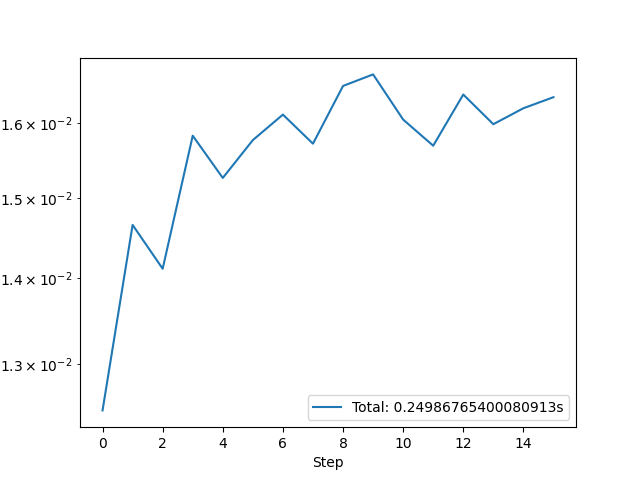 1.6 × 10⁻²
1.5 × 10⁻²
1.4 × 10⁻²
1.3 × 10⁻²
Total: 0.24986765400080913s
0 2 4 6 8 10 12 14
Step